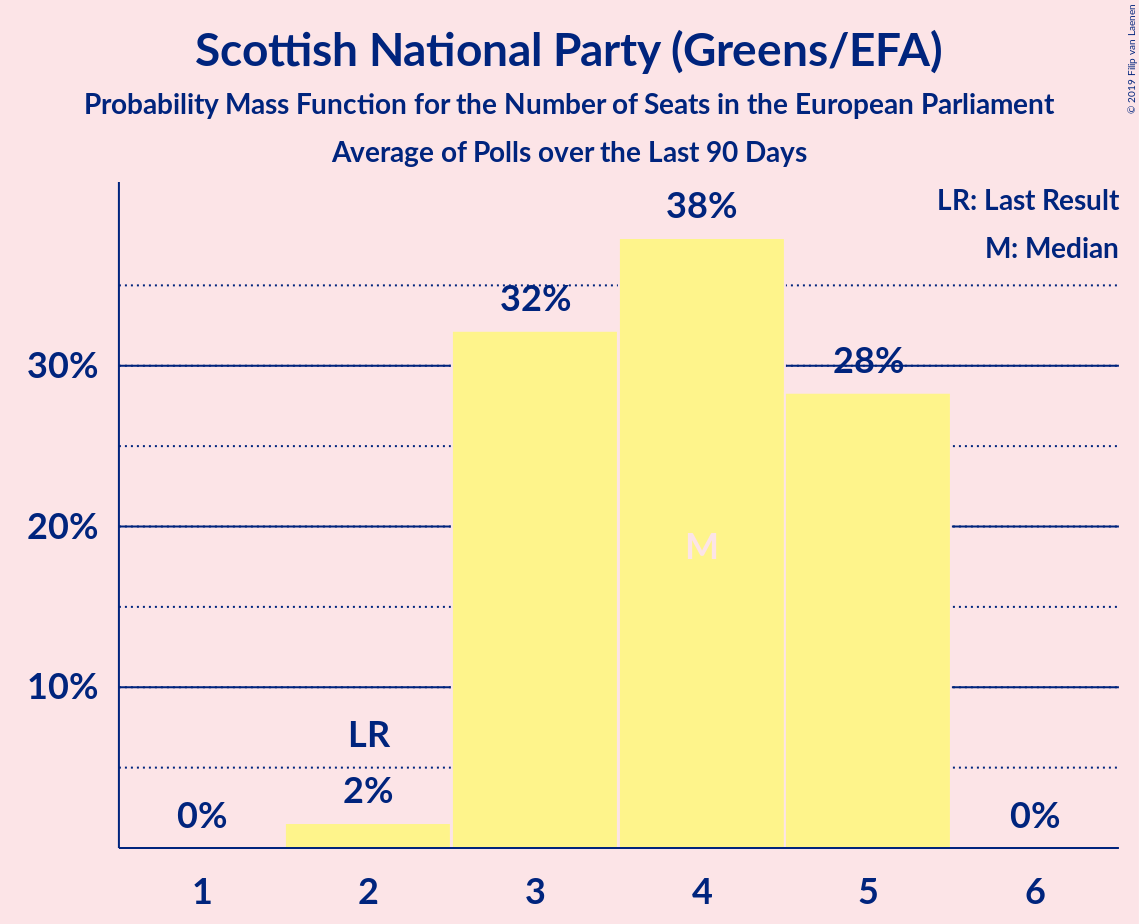 Scottish National Party (Greens/EFA)
Probability Mass Function for the Number of Seats in the European Parliament
Average of Polls over the Last 90 Days
© 2019 Filip van Laenen
LR: Last Result
M: Median
38%
32%
28%
30%
20%
10%
M
LR
2%
0%
0%
1 2 3 4 5 6